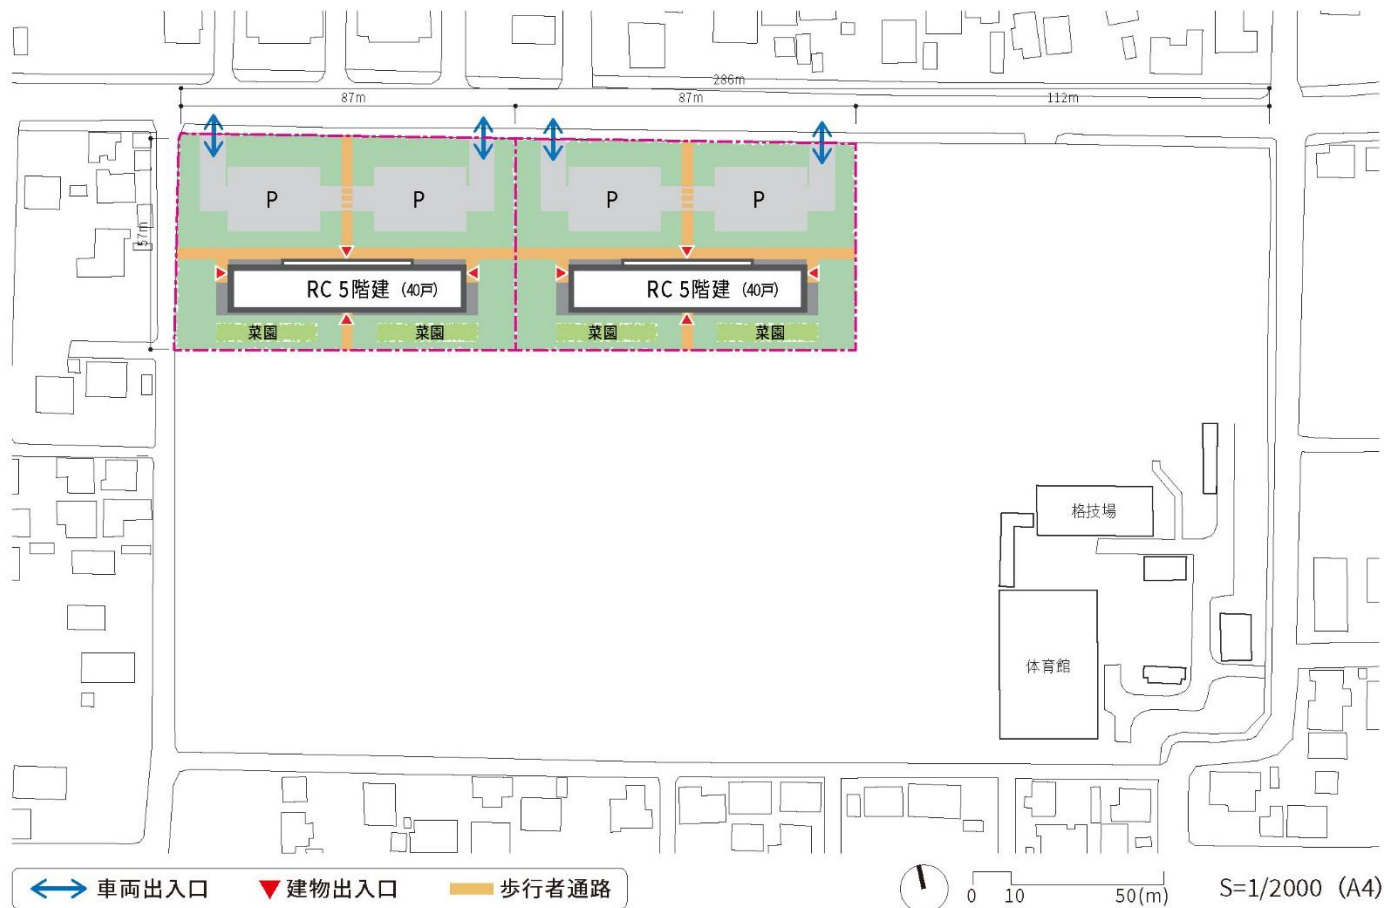 286m
87m
87m
112m
57m
P
P
P
P
RC 5階建（40戸）
RC 5階建（40戸）
菜園
菜園
菜園
菜園
格技場
体育館
車両出入口
建物出入口
歩行者通路
0 10 50(m)
S=1/2000（A4）